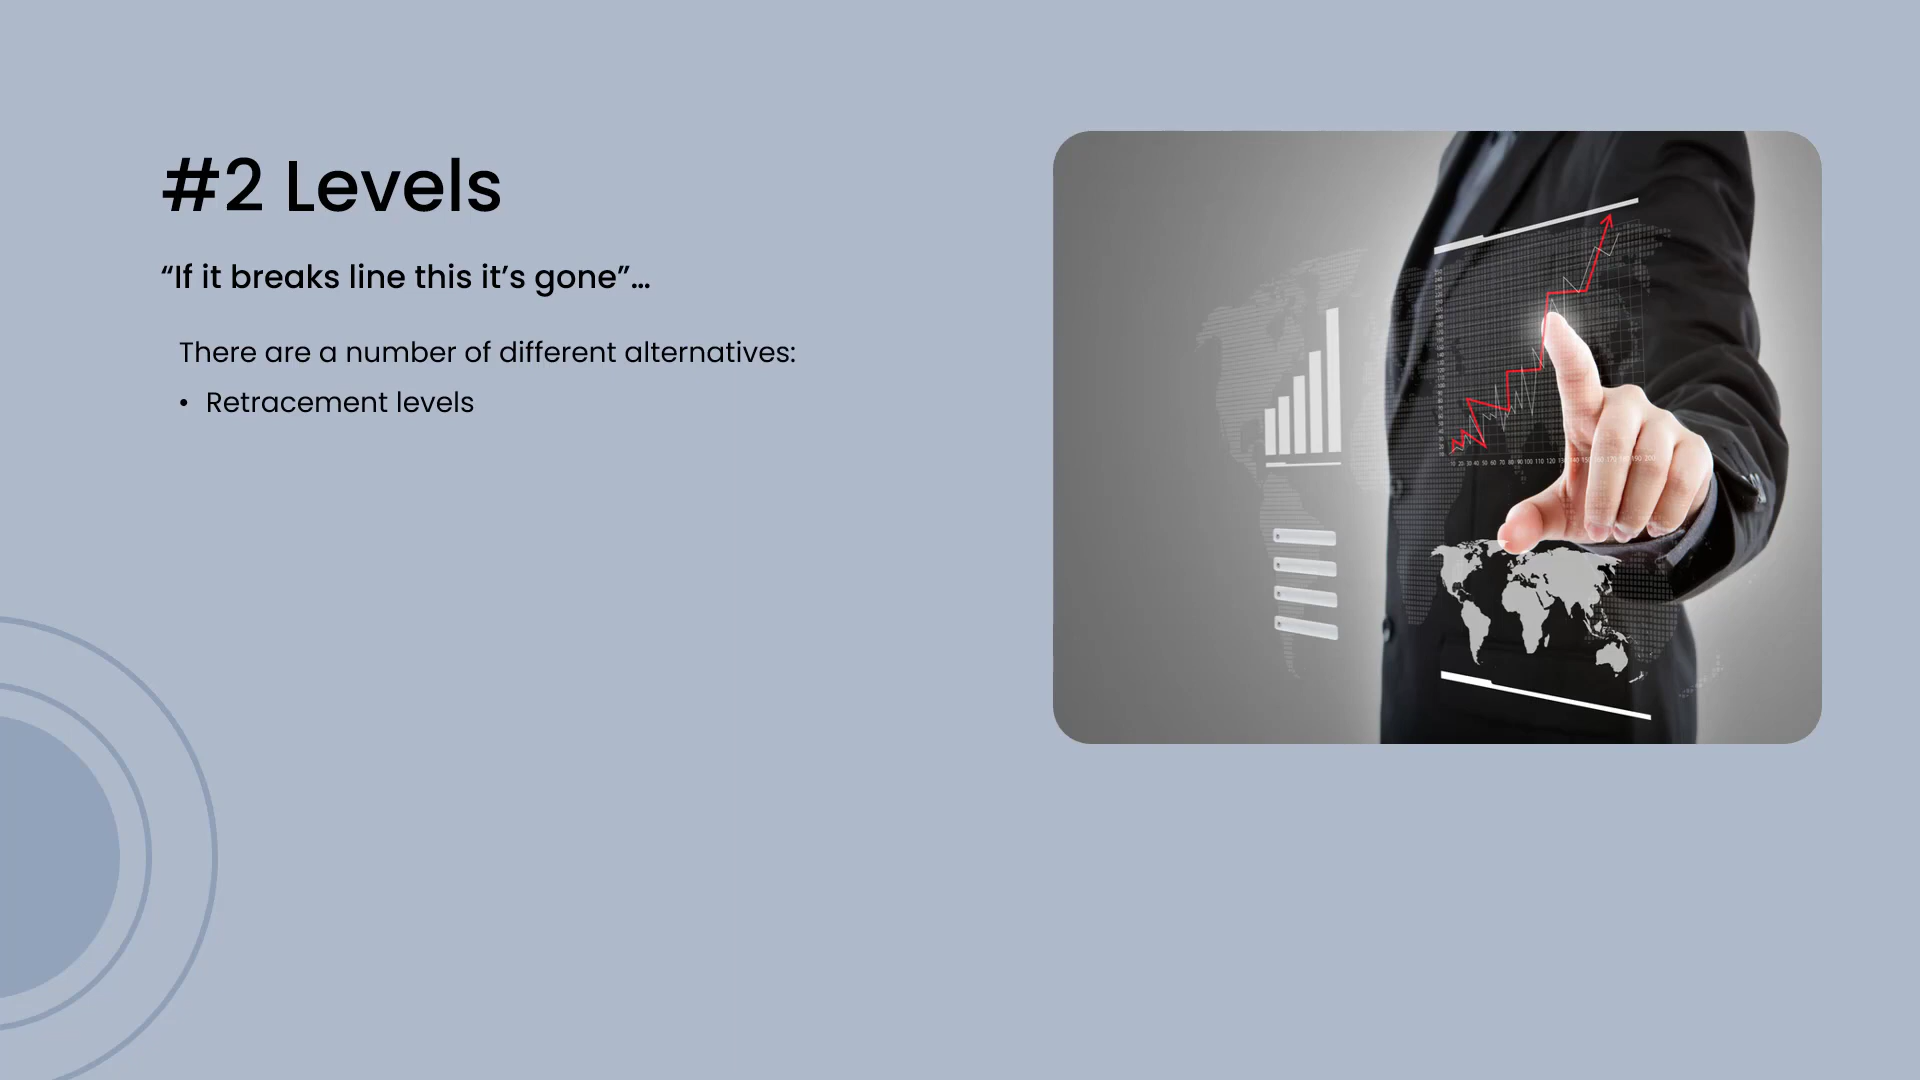 #2 Levels
“If it breaks line this it’s gone”...
There are a number of different alternatives:
• Retracement levels